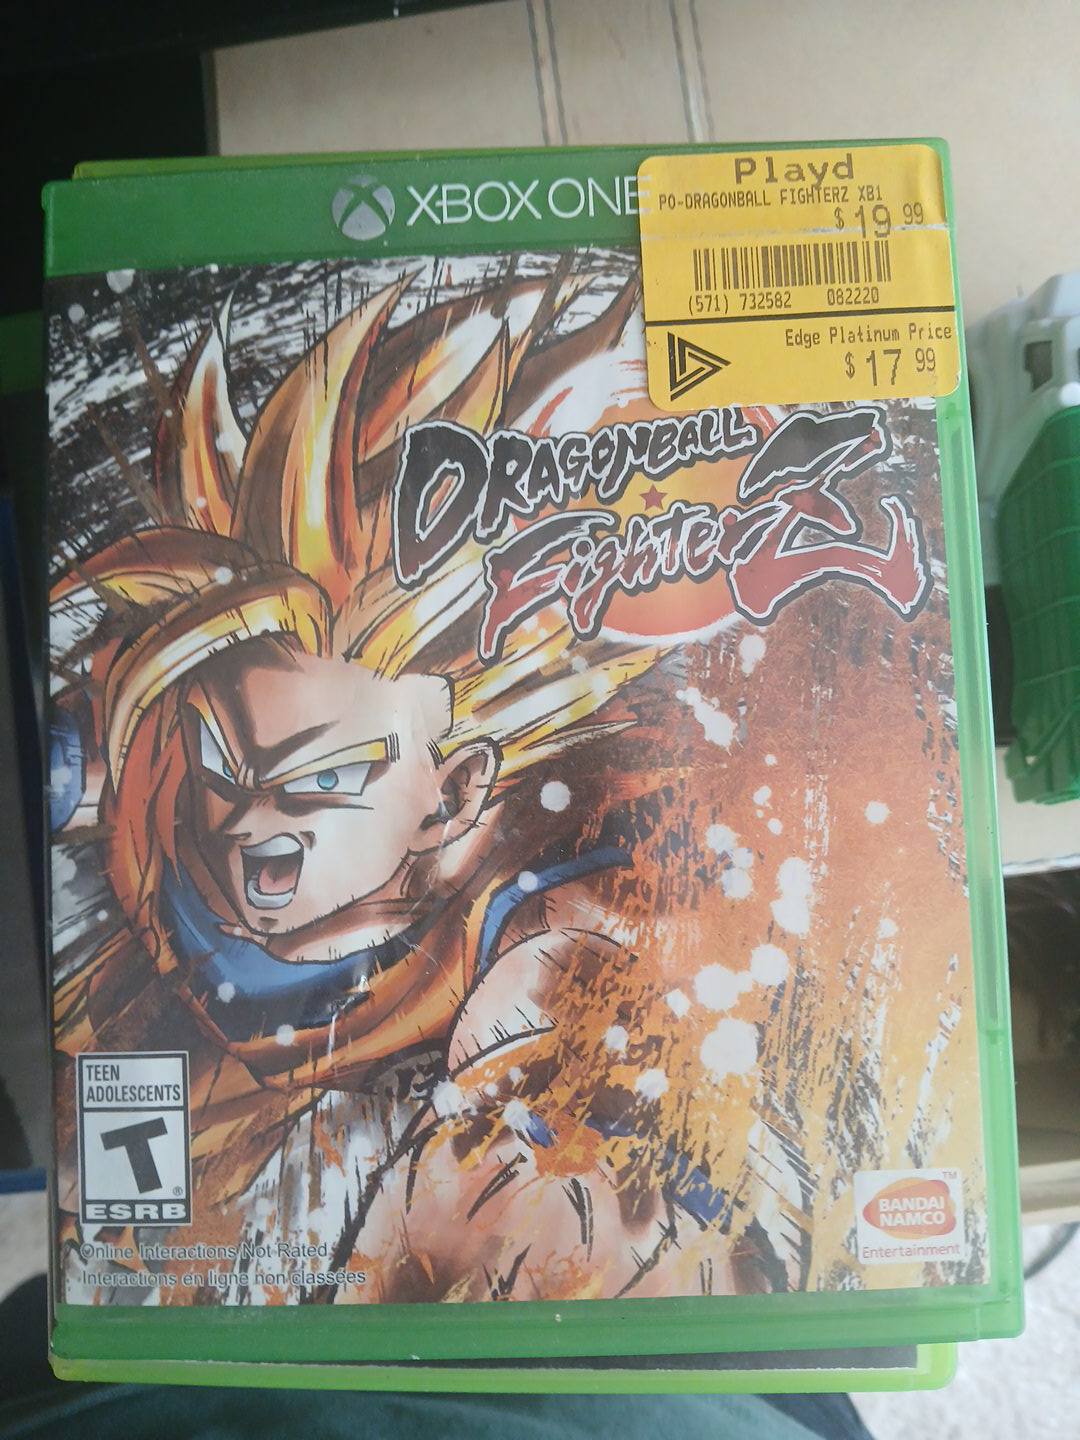 XBOX ONE
Playd
PO-DRAGONBALL FIGHTERZ XB1
$ 19 99
(571) 732582 082220
Edge Platinum Price
$ 17 99
DRAGONBALL
FighterZ
TEEN
ADOLESCENTS
T
®
ESRB
Online Interactions Not Rated
Interactions en ligne non classées
TM
BANDAI
NAMCO
Entertainment